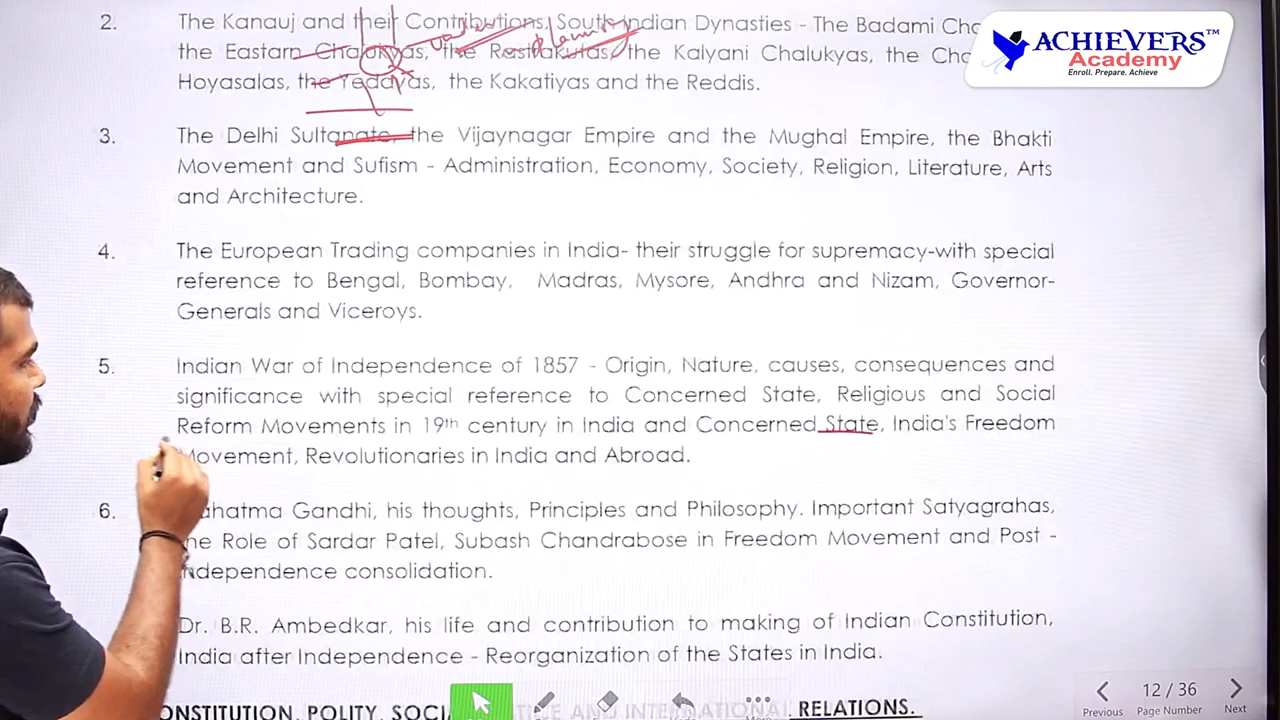 2. The Kanauj and their Contributions, South Indian Dynasties - The Badami Cha
the Eastarn Chalukyas, the Rastrakutas, the Kalyani Chalukyas, the Cho
Hoyasalas, the Yedavas, the Kakatiyas and the Reddis.
ACHIEVERS™
Academy
Enroll. Prepare. Achieve
3. The Delhi Sultanate, the Vijaynagar Empire and the Mughal Empire, the Bhakti
Movement and Sufism - Administration, Economy, Society, Religion, Literature, Arts
and Architecture.
4. The European Trading companies in India- their struggle for supremacy-with special
reference to Bengal, Bombay, Madras, Mysore, Andhra and Nizam, Governor-
Generals and Viceroys.
5. Indian War of Independence of 1857 - Origin, Nature, causes, consequences and
significance with special reference to Concerned State, Religious and Social
Reform Movements in 19th century in India and Concerned State, India's Freedom
Movement, Revolutionaries in India and Abroad.
6. ahatma Gandhi, his thoughts, Principles and Philosophy. Important Satyagrahas,
he Role of Sardar Patel, Subash Chandrabose in Freedom Movement and Post -
ndependence consolidation.
Dr. B.R. Ambedkar, his life and contribution to making of Indian Constitution,
India after Independence - Reorganization of the States in India.
ONSTITUTION, POLITY, SOCI TICE AND INTERNATIONAL RELATIONS.
Previous
12 / 36
Page Number
Next